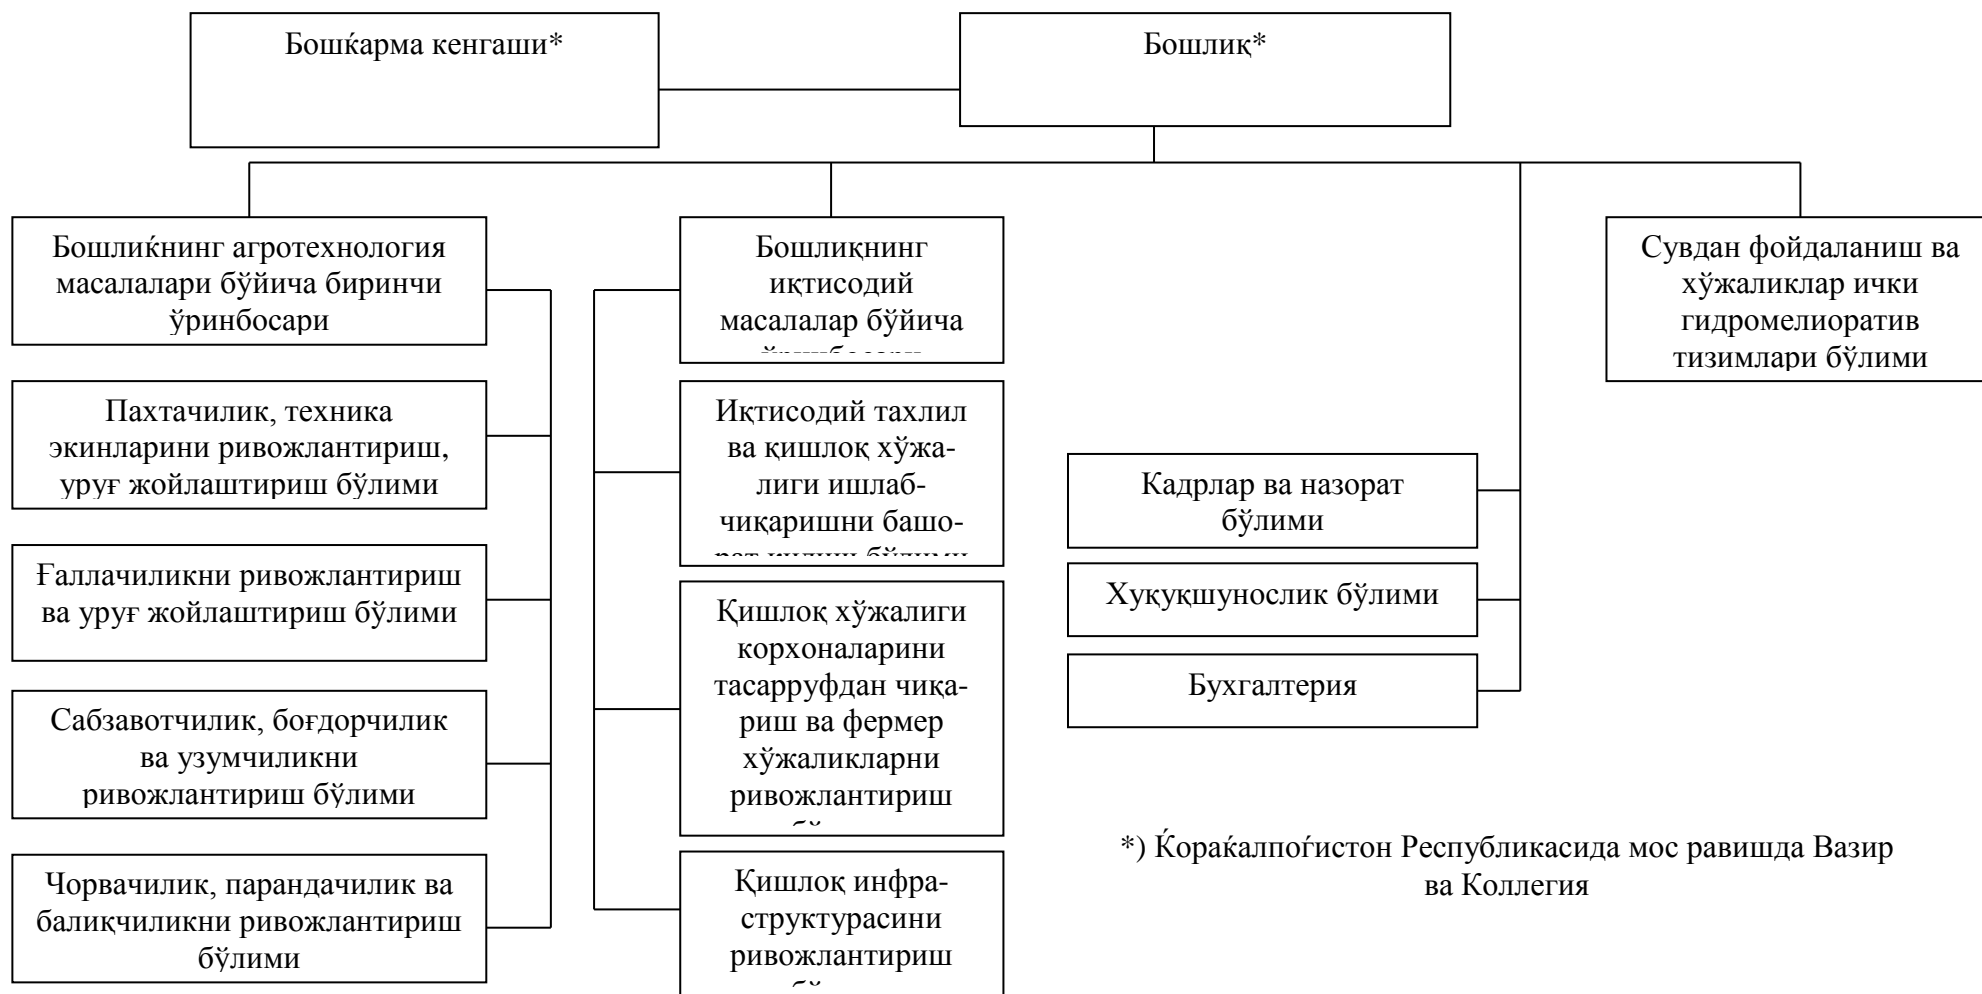 Бошќарма кенгаши*
Бошлиқ*
Бошлиќнинг агротехнология
масалалари бўйича биринчи
ўринбосари
Бошлиқнинг
иқтисодий
масалалар бўйича
Сувдан фойдаланиш ва
хўжаликлар ички
гидромелиоратив
тизимлари бўлими
Пахтачилик, техника
экинларини ривожлантириш,
уруғ жойлаштириш бўлими
Иқтисодий тахлил
ва қишлоқ хўжа-
лиги ишлаб-
чиқаришни башо-
Кадрлар ва назорат
бўлими
Ғаллачиликни ривожлантириш
ва уруғ жойлаштириш бўлими
Қишлоқ хўжалиги
корхоналарини
тасарруфдан чиқа-
риш ва фермер
хўжаликларни
ривожлантириш
Хуқуқшунослик бўлими
Бухгалтерия
Сабзавотчилик, боғдорчилик
ва узумчиликни
ривожлантириш бўлими
Чорвачилик, парандачилик ва
балиқчиликни ривожлантириш
бўлими
Қишлоқ инфра-
структурасини
ривожлантириш
*) Ќораќалпоѓистон Республикасида мос равишда Вазир
ва Коллегия